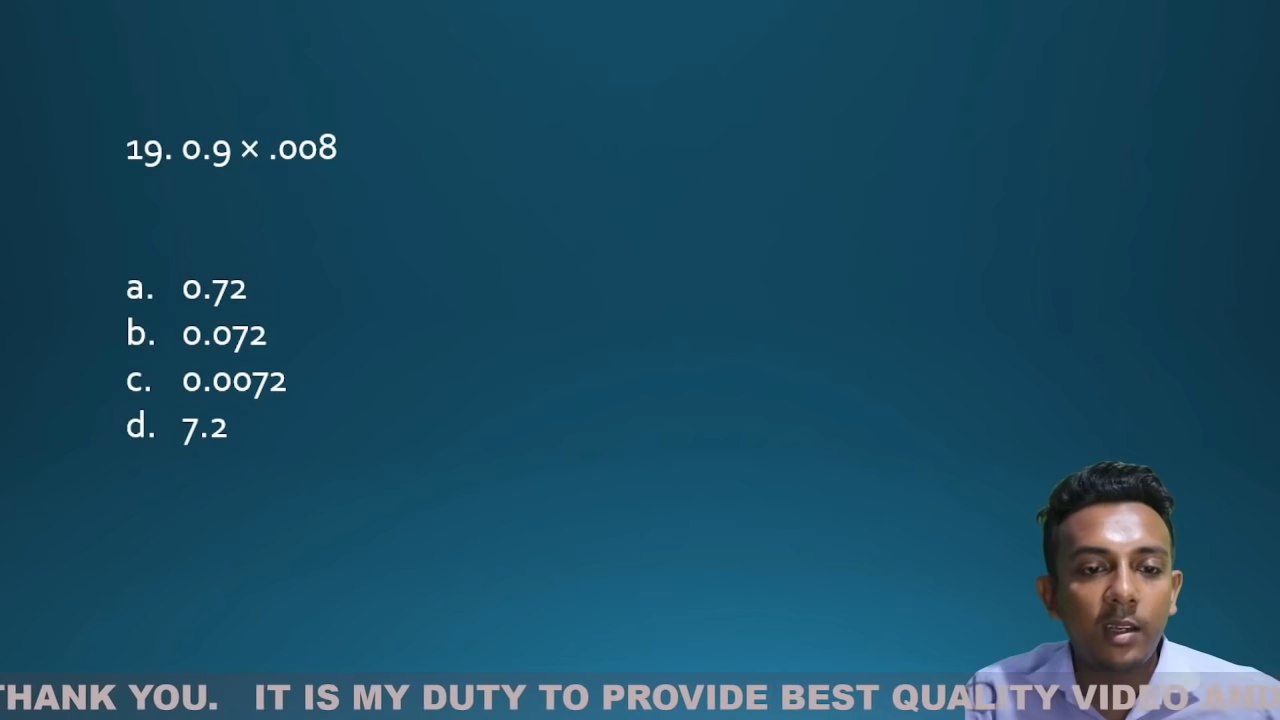 19. 0.9 × .008
a. 0.72
b. 0.072
c. 0.0072
d. 7.2
THANK YOU. IT IS MY DUTY TO PROVIDE BEST QUALITY VIDEO AND